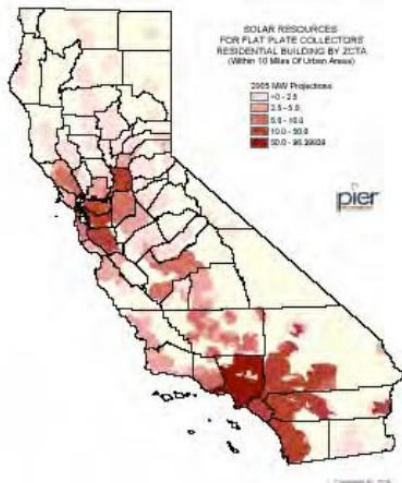 SOLAR RESOURCES
FOR FLAT PLATE COLLECTORS
RESIDENTIAL BUILDING BY ZCTA
(Within 10 Miles Of Urban Areas)
2005 MW Projections
>0 - 2.5
2.5 - 5.0
5.0 - 10.0
10.0 - 50.0
pier